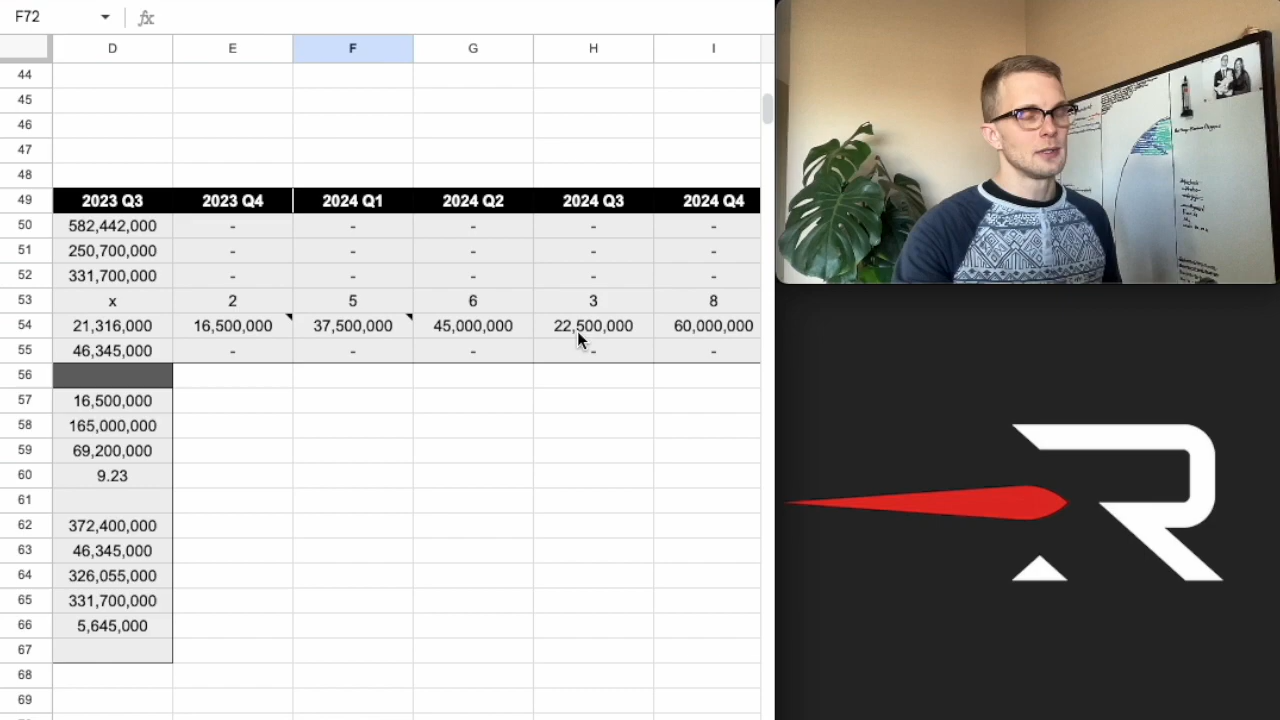 F72
fx
D E F G H I
44
45
46
47
48
49 2023 Q3 2023 Q4 2024 Q1 2024 Q2 2024 Q3 2024 Q4
50 582,442,000 - - - - -
51 250,700,000 - - - - -
52 331,700,000 - - - - -
53 x 2 5 6 3 8
54 21,316,000 16,500,000 37,500,000 45,000,000 22,500,000 60,000,000
55 46,345,000 - - - - -
56
57 16,500,000
58 165,000,000
59 69,200,000
60 9.23
61
62 372,400,000
63 46,345,000
64 326,055,000
65 331,700,000
66 5,645,000
67
68
69
R